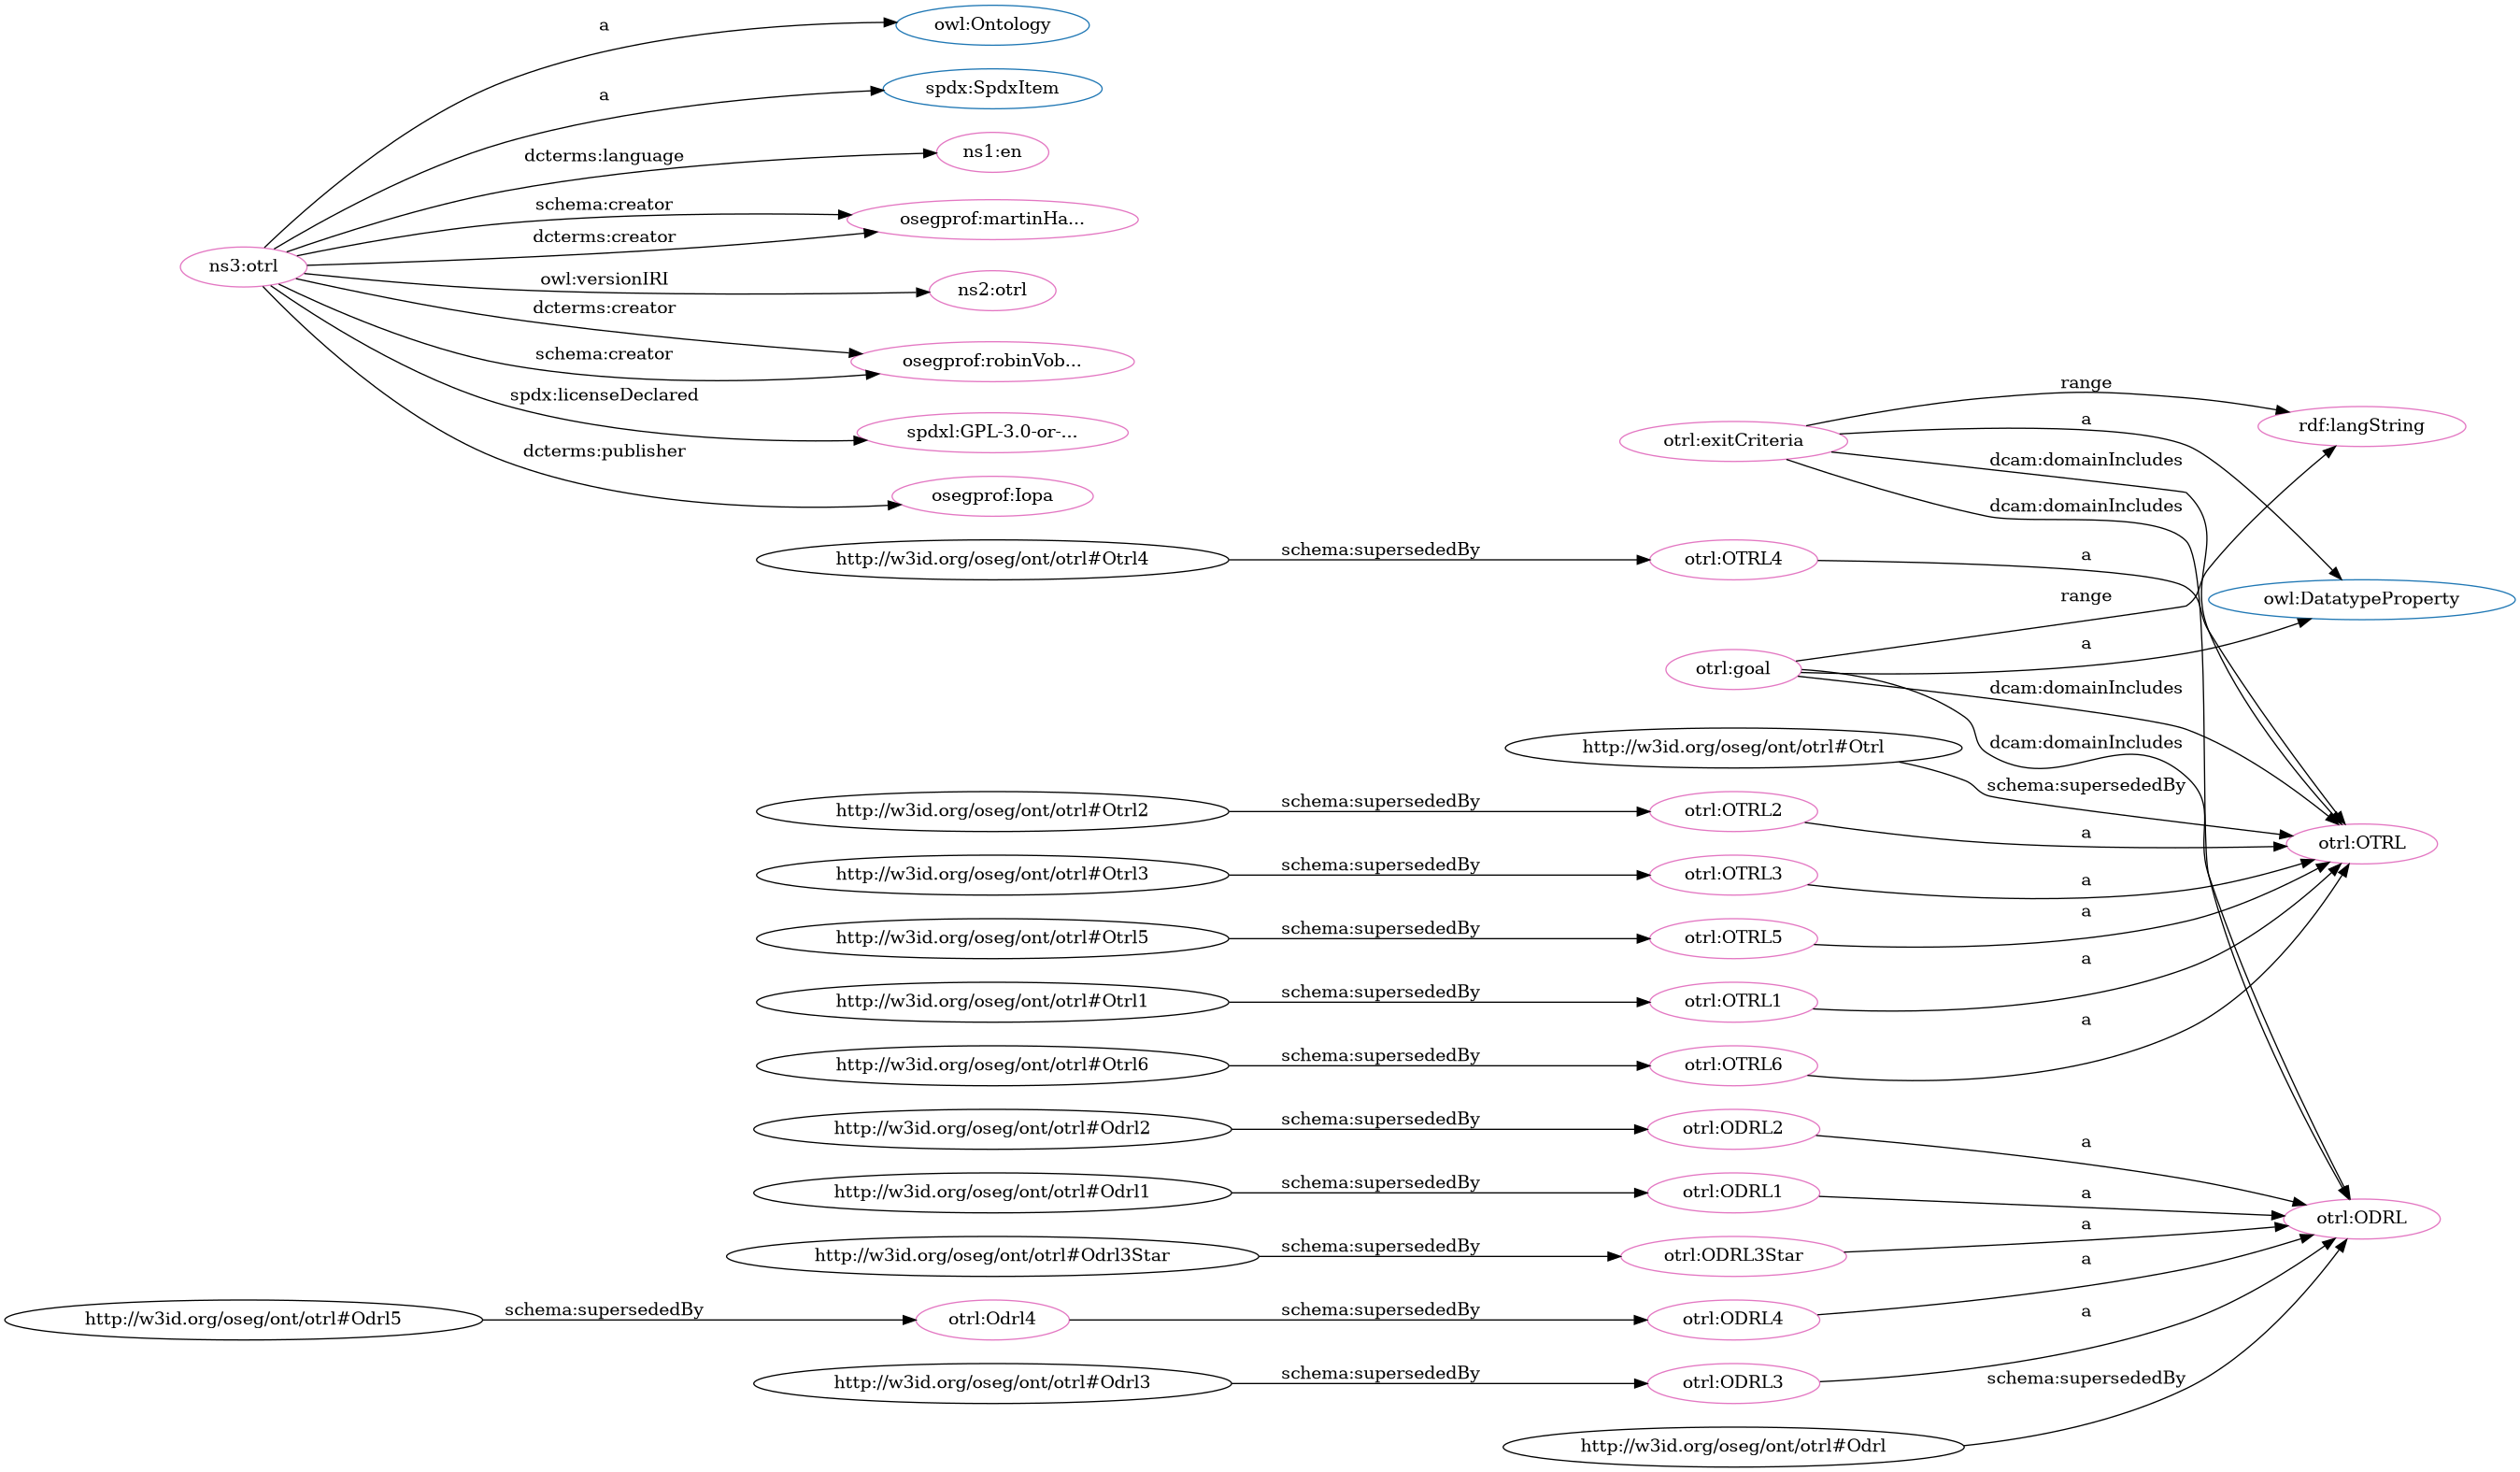 a
owl:Ontology
a
spdx:SpdxItem
dcterms:language
ns1:en
schema:creator
osegprof:martinHa...
dcterms:creator
ns3:otrl
owl:versionIRI
ns2:otrl
dcterms:creator
schema:creator
osegprof:robinVob...
spdx:licenseDeclared
spdxl:GPL-3.0-or-...
dcterms:publisher
osegprof:Iopa
range
rdf:langString
a
otrl:exitCriteria
dcam:domainIncludes
dcam:domainIncludes
http://w3id.org/oseg/ont/otrl#Otrl4
schema:supersededBy
otrl:OTRL4
a
range
owl:DatatypeProperty
otrl:goal
a
dcam:domainIncludes
dcam:domainIncludes
http://w3id.org/oseg/ont/otrl#Otrl
schema:supersededBy
http://w3id.org/oseg/ont/otrl#Otrl2
schema:supersededBy
otrl:OTRL2
a
otrl:OTRL
http://w3id.org/oseg/ont/otrl#Otrl3
schema:supersededBy
otrl:OTRL3
a
http://w3id.org/oseg/ont/otrl#Otrl5
schema:supersededBy
otrl:OTRL5
a
http://w3id.org/oseg/ont/otrl#Otrl1
schema:supersededBy
otrl:OTRL1
a
http://w3id.org/oseg/ont/otrl#Otrl6
schema:supersededBy
otrl:OTRL6
a
http://w3id.org/oseg/ont/otrl#Odrl2
schema:supersededBy
otrl:ODRL2
a
http://w3id.org/oseg/ont/otrl#Odrl1
schema:supersededBy
otrl:ODRL1
a
otrl:ODRL
http://w3id.org/oseg/ont/otrl#Odrl3Star
schema:supersededBy
otrl:ODRL3Star
a
http://w3id.org/oseg/ont/otrl#Odrl5
schema:supersededBy
otrl:Odrl4
schema:supersededBy
otrl:ODRL4
a
http://w3id.org/oseg/ont/otrl#Odrl3
schema:supersededBy
otrl:ODRL3
a
http://w3id.org/oseg/ont/otrl#Odrl
schema:supersededBy